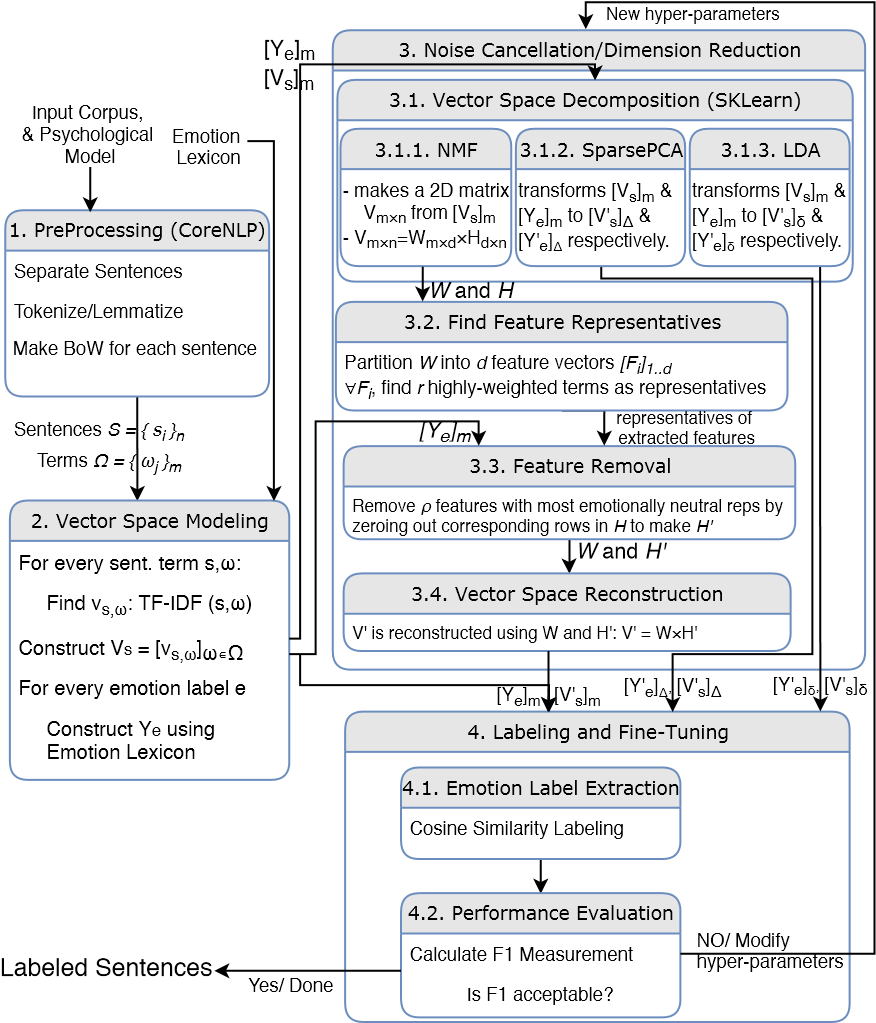 New hyper-parameters
[Ye]m
[Vs]m
3. Noise Cancellation/Dimension Reduction
3.1. Vector Space Decomposition (SKLearn)
3.1.1. NMF
- makes a 2D matrix
Vm×n from [Vs]m
- Vm×n=Wm×d×Hd×n
3.1.2. SparsePCA
transforms [Vs]m &
[Ye]m to [V's]Δ &
[Y'e]Δ respectively.
3.1.3. LDA
transforms [Vs]m &
[Ye]m to [V's]δ &
[Y'e]δ respectively.
Input Corpus,
& Psychological
Model
Emotion
Lexicon
1. PreProcessing (CoreNLP)
Separate Sentences
Tokenize/Lemmatize
Make BoW for each sentence
W and H
3.2. Find Feature Representatives
Partition W into d feature vectors [Fi]1..d
∀Fi, find r highly-weighted terms as representatives
Sentences S = { si }n
Terms Ω = { ωj }m
[Ye]m
representatives of
extracted features
3.3. Feature Removal
Remove ρ features with most emotionally neutral reps by
zeroing out corresponding rows in H to make H'
2. Vector Space Modeling
For every sent. term s,ω:
Find vs,ω: TF-IDF (s,ω)
Construct Vs = [vs,ω]ω∊Ω
For every emotion label e
Construct Ye using
Emotion Lexicon
W and H'
3.4. Vector Space Reconstruction
V' is reconstructed using W and H': V' = W×H'
[Ye]m, [V's]m
[Y'e]Δ, [V's]Δ
[Y'e]δ, [V's]δ
4. Labeling and Fine-Tuning
4.1. Emotion Label Extraction
Cosine Similarity Labeling
4.2. Performance Evaluation
Calculate F1 Measurement
Is F1 acceptable?
NO/ Modify
hyper-parameters
Labeled Sentences
Yes/ Done